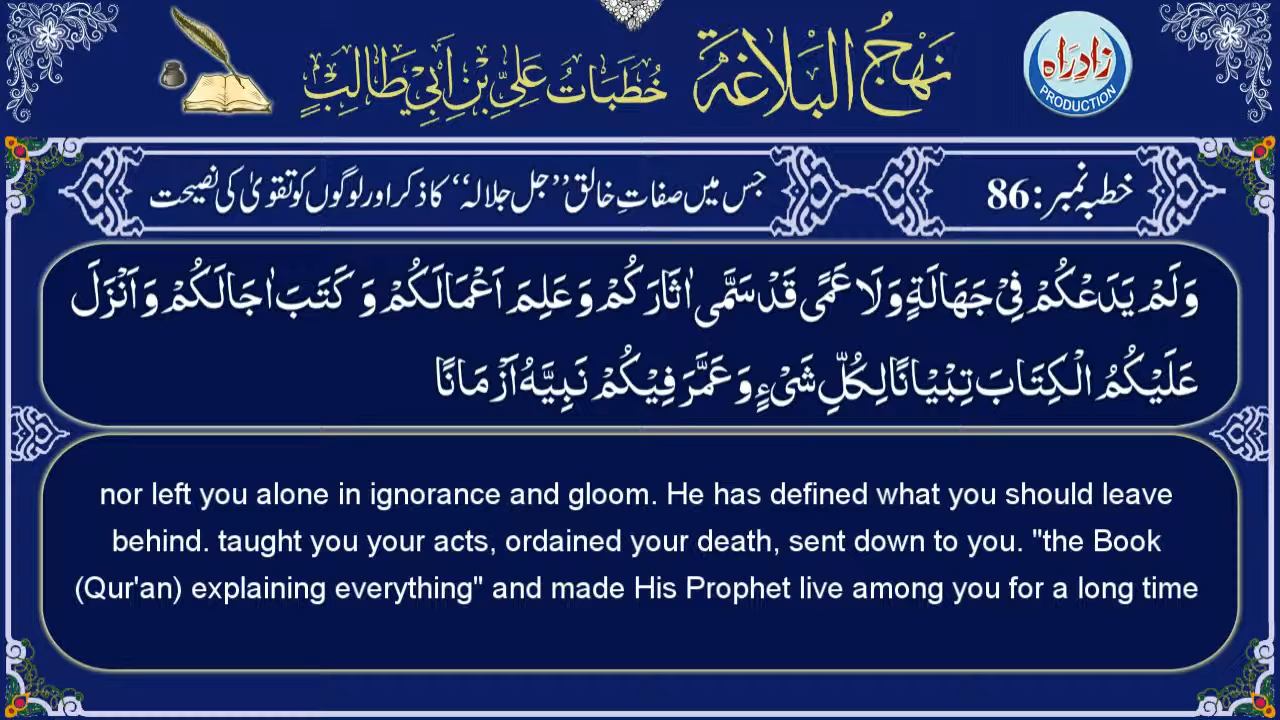 نَهْجُ الْبَلَاغَة خُطَبَاتُ عَلِيِّ بْنِ اَبِي طَالِبٍ
زادِ راہ
PRODUCTION
خطبہ نمبر: 86
جس میں صفاتِ خالق ’’جل جلالہ‘‘ کا ذکر اور لوگوں کو تقویٰ کی نصیحت
وَلَمْ يَدَعْكُمْ فِيْ جَهَالَةٍ وَلَا عَمًى قَدْ سَمَّى اٰثَارَكُمْ وَ عَلِمَ اَعْمَالَكُمْ وَ كَتَبَ اٰجَالَكُمْ وَ اَنْزَلَ
عَلَيْكُمُ الْكِتَابَ تِبْيَانًا لِكُلِّ شَيْءٍ وَ عَمَّرَ فِيْكُمْ نَبِيَّهُ اَزْمَانًا
nor left you alone in ignorance and gloom. He has defined what you should leave
behind. taught you your acts, ordained your death, sent down to you. "the Book
(Qur'an) explaining everything" and made His Prophet live among you for a long time